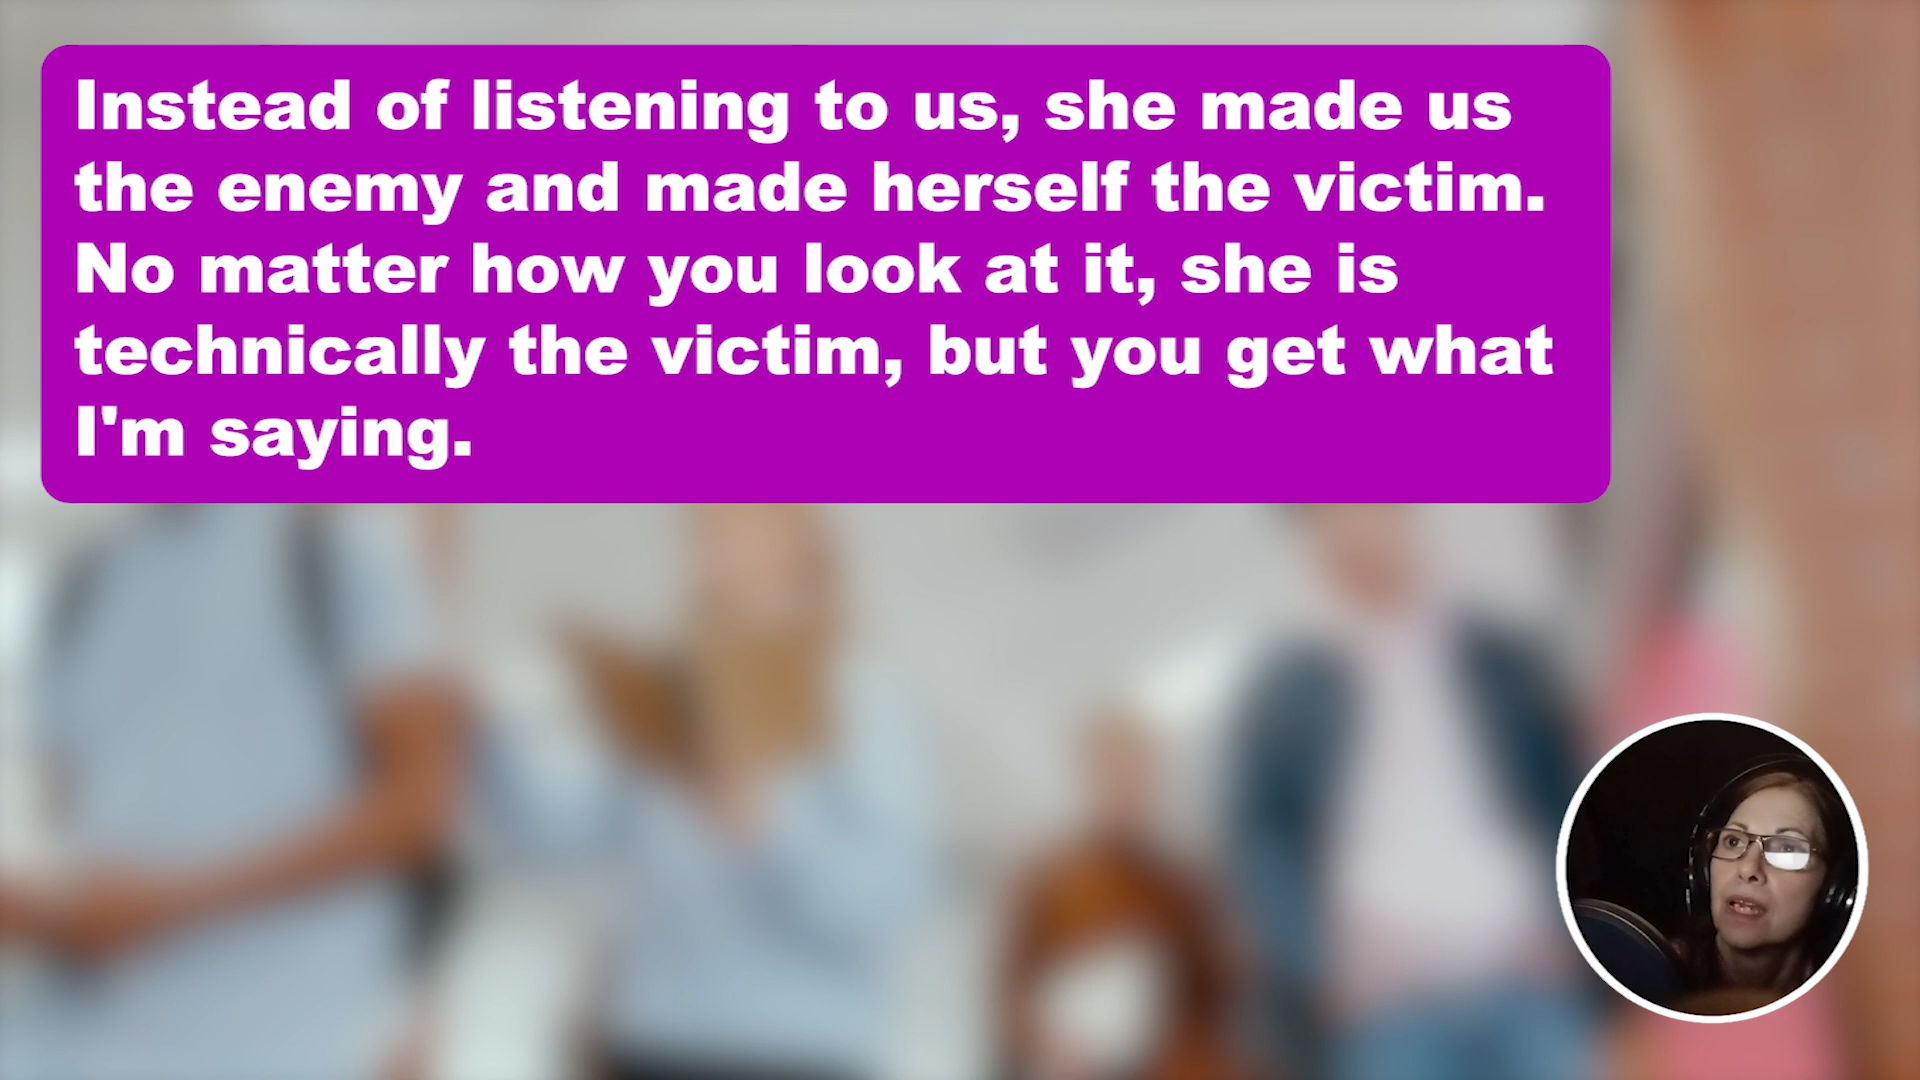 Instead of listening to us, she made us
the enemy and made herself the victim.
No matter how you look at it, she is
technically the victim, but you get what
I'm saying.